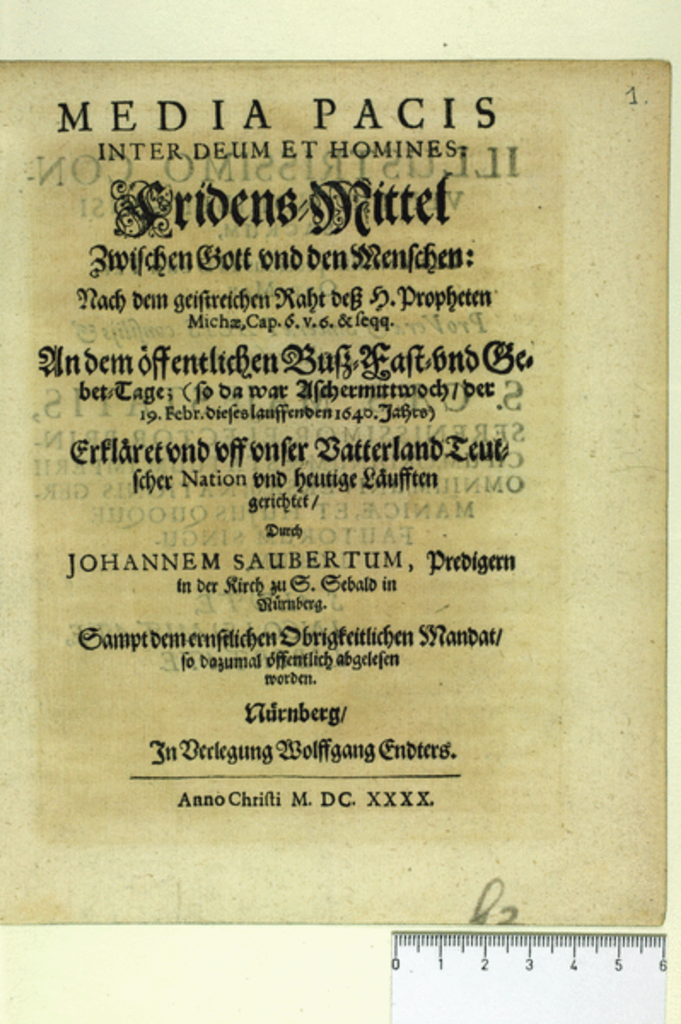 1.
MEDIA PACIS
INTER DEUM ET HOMINES:
Fridens-Mittel
Zwischen Gott vnd den Menschen:
Nach dem geistreichen Raht deß H. Propheten
Michæ, Cap. 6. v. 6. & seqq.
An dem öffentlichen Buß-Fast-vnd Ge-
bet-Tage; (so da war Aschermittwoch/ der
19. Febr. dieses lauffenden 1640. Jahrs)
Erkläret vnd vff vnser Vatterland Teut-
scher Nation vnd heutige Läufften
gerichtet/
Durch
JOHANNEM SAUBERTUM, Predigern
in der Kirch zu S. Sebald in
Nürnberg.
Sampt dem ernstlichen Obrigkeitlichen Mandat/
so dazumal öffentlich abgelesen
worden.
Nürnberg/
In Verlegung Wolffgang Endters.
Anno Christi M. DC. XXXX.
0 1 2 3 4 5 6